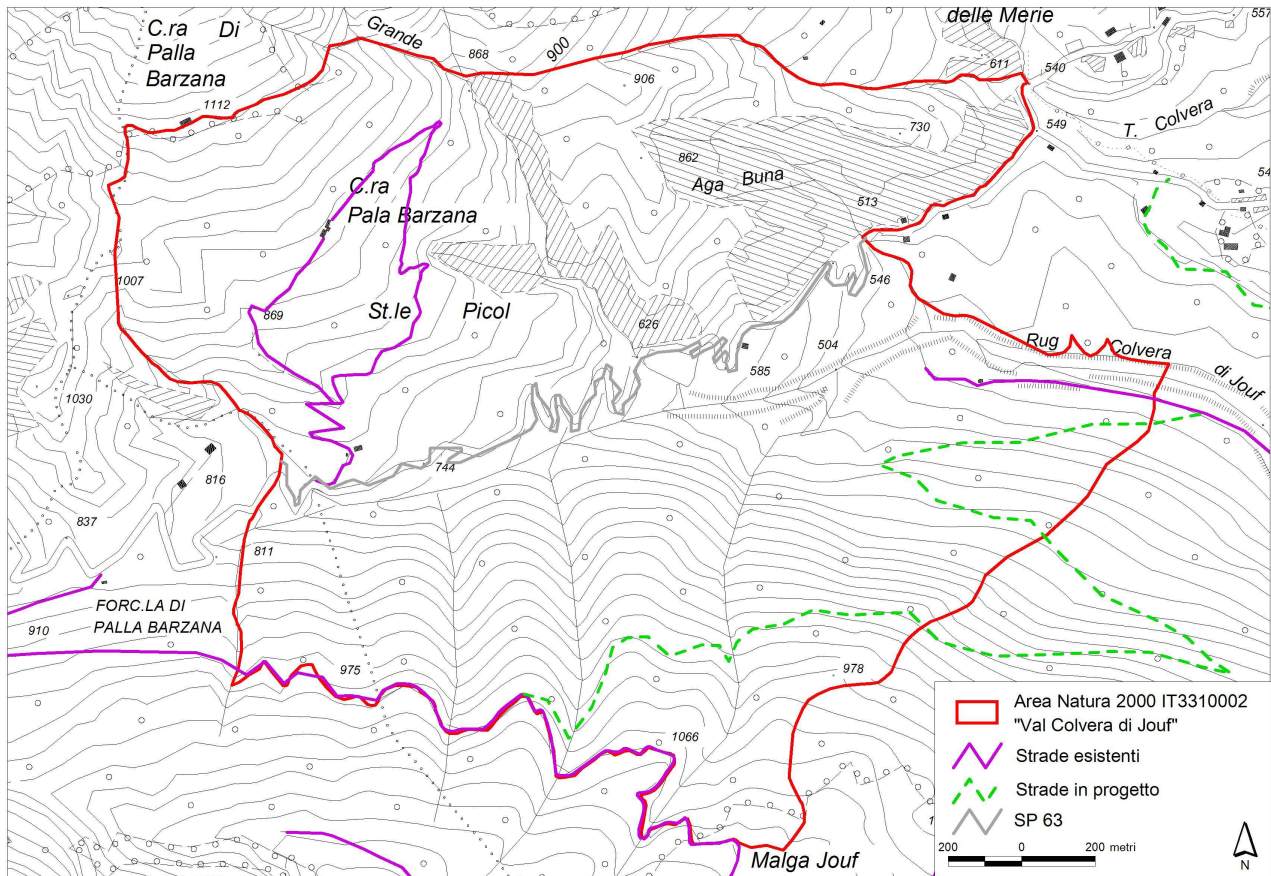 C.ra Di
Palla
Barzana
1112
Grande
868
900
906
delle Merie
611
540
557
549
T. Colvera
54
730
862
Aga Buna
513
546
C.ra
Pala Barzana
1007
869
St.le Picol
626
504
585
Rug Colvera
di Jouf
1030
816
837
744
811
FORC.LA DI
PALLA BARZANA
910
975
978
1066
Malga Jouf
Area Natura 2000 IT3310002
"Val Colvera di Jouf"
Strade esistenti
Strade in progetto
SP 63
200 0 200 metri
N